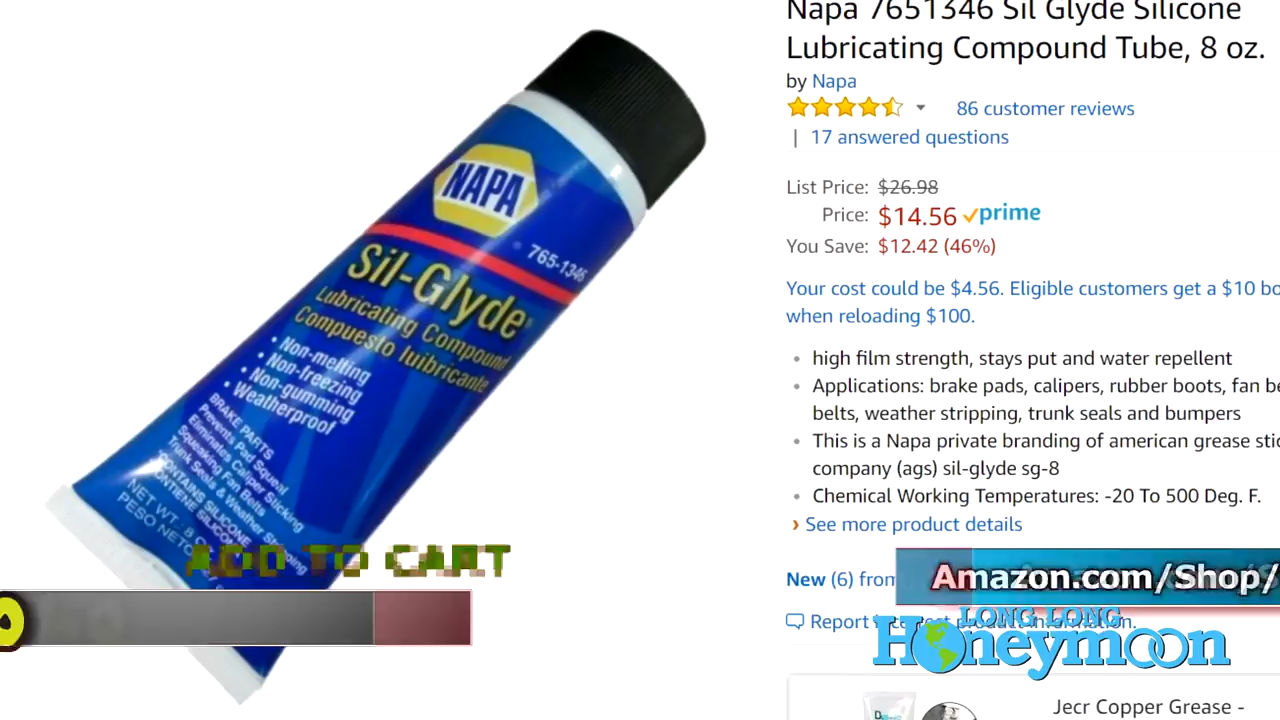 Napa 7651346 Sil Glyde Silicone
Lubricating Compound Tube, 8 oz.
by Napa
86 customer reviews
| 17 answered questions
List Price: $26.98
Price: $14.56 prime
You Save: $12.42 (46%)
Your cost could be $4.56. Eligible customers get a $10 bo
when reloading $100.
high film strength, stays put and water repellent
Applications: brake pads, calipers, rubber boots, fan be
belts, weather stripping, trunk seals and bumpers
This is a Napa private branding of american grease stic
company (ags) sil-glyde sg-8
Chemical Working Temperatures: -20 To 500 Deg. F.
› See more product details
New (6) from
Amazon.com/Shop/
Report
LONG LONG
Honeymoon
Jecr Copper Grease -
NAPA
® 765-1346
Sil-Glyde®
Lubricating Compound
Compuesto luibricante
• Non-melting
• Non-freezing
• Non-gumming
• Weatherproof
BRAKE PARTS
Prevents Pad Squeal
Eliminates Caliper Sticking
Squeaking Fan Belts
Trunk Seals & Weather Stripping
*CONTAINS SILICONE
CONTIENE SILICON
NET WT.: 8
PESO NETO
ADD TO CART